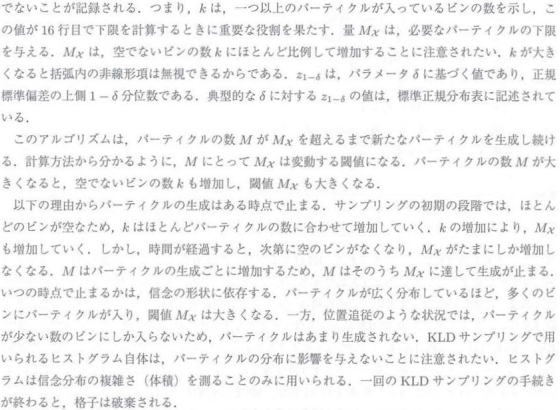 でないことが記録される．つまり，kは，一つ以上のパーティクルが入っているビンの数を示し，こ
の値が 16 行目で下限を計算するときに重要な役割を果たす．量 M_X は，必要なパーティクルの下限
を与える．M_X は，空でないビンの数 k にほとんど比例して増加することに注意されたい．k が大き
くなると括弧内の非線形項は無視できるからである．z_{1−δ} は，パラメータ δ に基づく値であり，正規
標準偏差の上側 1 − δ 分位数である．典型的な δ に対する z_{1−δ} の値は，標準正規分布表に記述されて
いる．
このアルゴリズムは，パーティクルの数 M が M_X を超えるまで新たなパーティクルを生成し続け
る．計算方法から分かるように，M にとって M_X は変動する閾値になる．パーティクルの数 M が大
きくなると，空でないビンの数 k も増加し，閾値 M_X も大きくなる．
以下の理由からパーティクルの生成はある時点で止まる．サンプリングの初期の段階では，ほとん
どのビンが空なため，k はほとんどパーティクルの数に合わせて増加していく．k の増加により，M_X
も増加していく．しかし，時間が経過すると，次第に空のビンがなくなり，M_X がたまにしか増加し
なくなる．M はパーティクルの生成ごとに増加するため，M はそのうち M_X に達して生成が止まる．
いつの時点で止まるかは，信念の形状に依存する．パーティクルが広く分布しているほど，多くのビ
ンにパーティクルが入り，閾値 M_X は大きくなる．一方，位置追従のような状況では，パーティクル
が少ない数のビンにしか入らないため，パーティクルはあまり生成されない．KLD サンプリングで用
いられるヒストグラム自体は，パーティクルの分布に影響を与えないことに注意されたい．ヒストグ
ラムは信念分布の複雑さ（体積）を測ることのみに用いられる．一回の KLD サンプリングの手続き
が終わると，格子は破棄される．